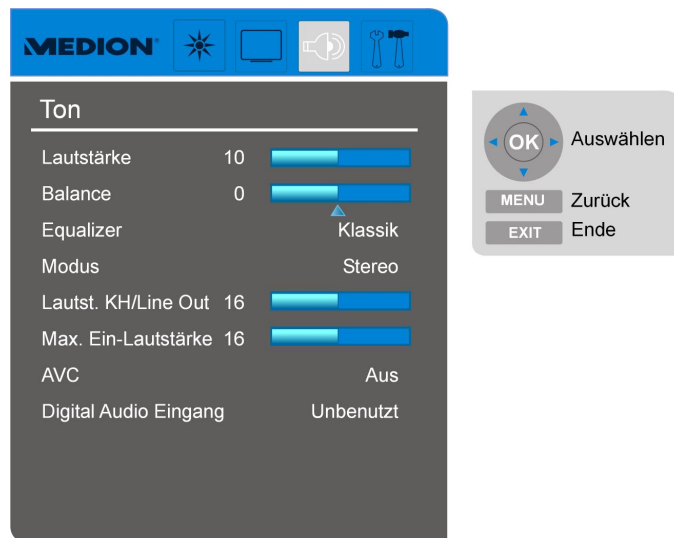 MEDION®
Ton
Lautstärke 10
Balance 0
Equalizer Klassik
Modus Stereo
Lautst. KH/Line Out 16
Max. Ein-Lautstärke 16
AVC Aus
Digital Audio Eingang Unbenutzt
OK Auswählen
MENU Zurück
EXIT Ende